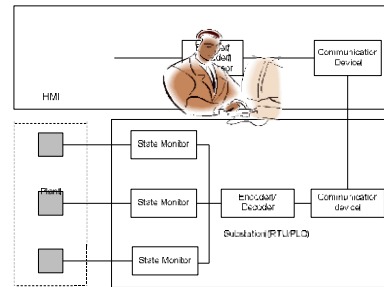 Communication
Device
HMI
State Monitor
Plant
State Monitor
Encoder/
Decoder
Communication
device
Substation(RTU/PLC)
State Monitor